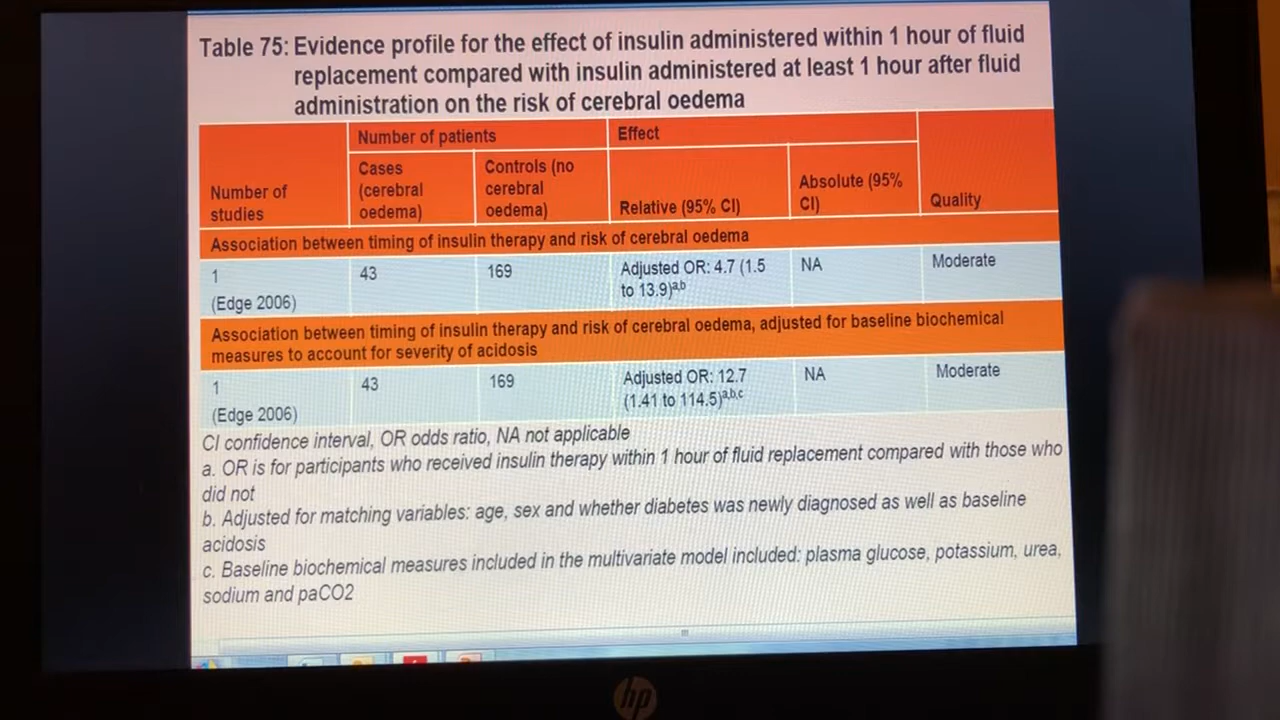 Table 75: Evidence profile for the effect of insulin administered within 1 hour of fluid
replacement compared with insulin administered at least 1 hour after fluid
administration on the risk of cerebral oedema
Number of patients
Effect
Number of
studies
Cases
(cerebral
oedema)
Controls (no
cerebral
oedema)
Relative (95% CI)
Absolute (95%
CI)
Quality
Association between timing of insulin therapy and risk of cerebral oedema
1
(Edge 2006)
43
169
Adjusted OR: 4.7 (1.5
to 13.9)a,b
NA
Moderate
Association between timing of insulin therapy and risk of cerebral oedema, adjusted for baseline biochemical
measures to account for severity of acidosis
1
(Edge 2006)
43
169
Adjusted OR: 12.7
(1.41 to 114.5)a,b,c
NA
Moderate
CI confidence interval, OR odds ratio, NA not applicable
a. OR is for participants who received insulin therapy within 1 hour of fluid replacement compared with those who
did not
b. Adjusted for matching variables: age, sex and whether diabetes was newly diagnosed as well as baseline
acidosis
c. Baseline biochemical measures included in the multivariate model included: plasma glucose, potassium, urea,
sodium and paCO2
hp